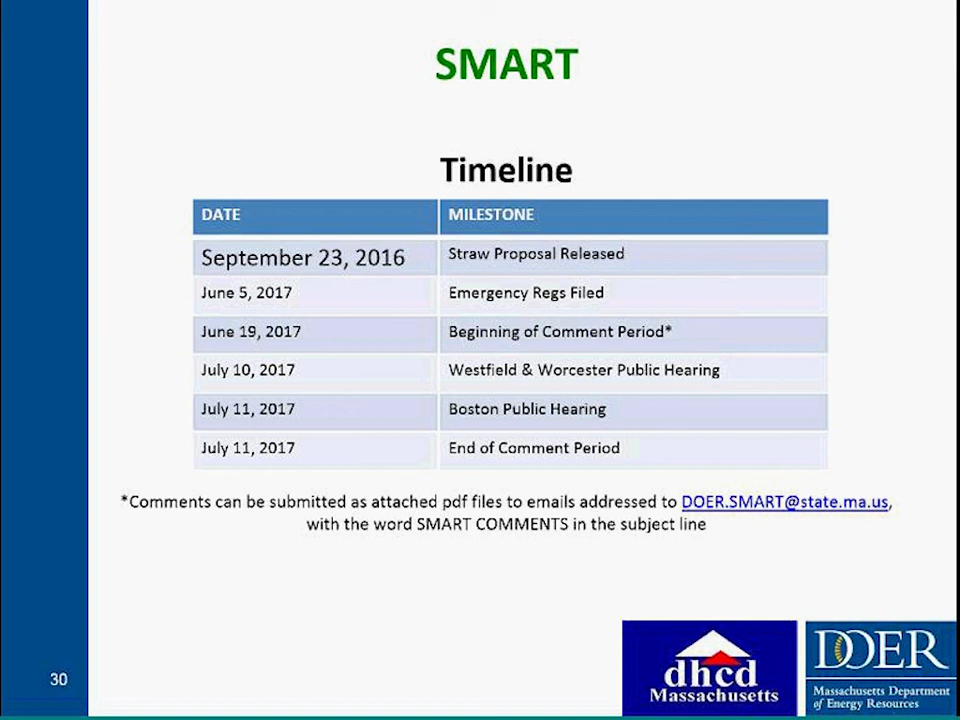 SMART
Timeline
DATE MILESTONE
September 23, 2016 Straw Proposal Released
June 5, 2017 Emergency Regs Filed
June 19, 2017 Beginning of Comment Period*
July 10, 2017 Westfield & Worcester Public Hearing
July 11, 2017 Boston Public Hearing
July 11, 2017 End of Comment Period
*Comments can be submitted as attached pdf files to emails addressed to DOER.SMART@state.ma.us,
with the word SMART COMMENTS in the subject line
30
dhcd
Massachusetts
DOER
Massachusetts Department
of Energy Resources